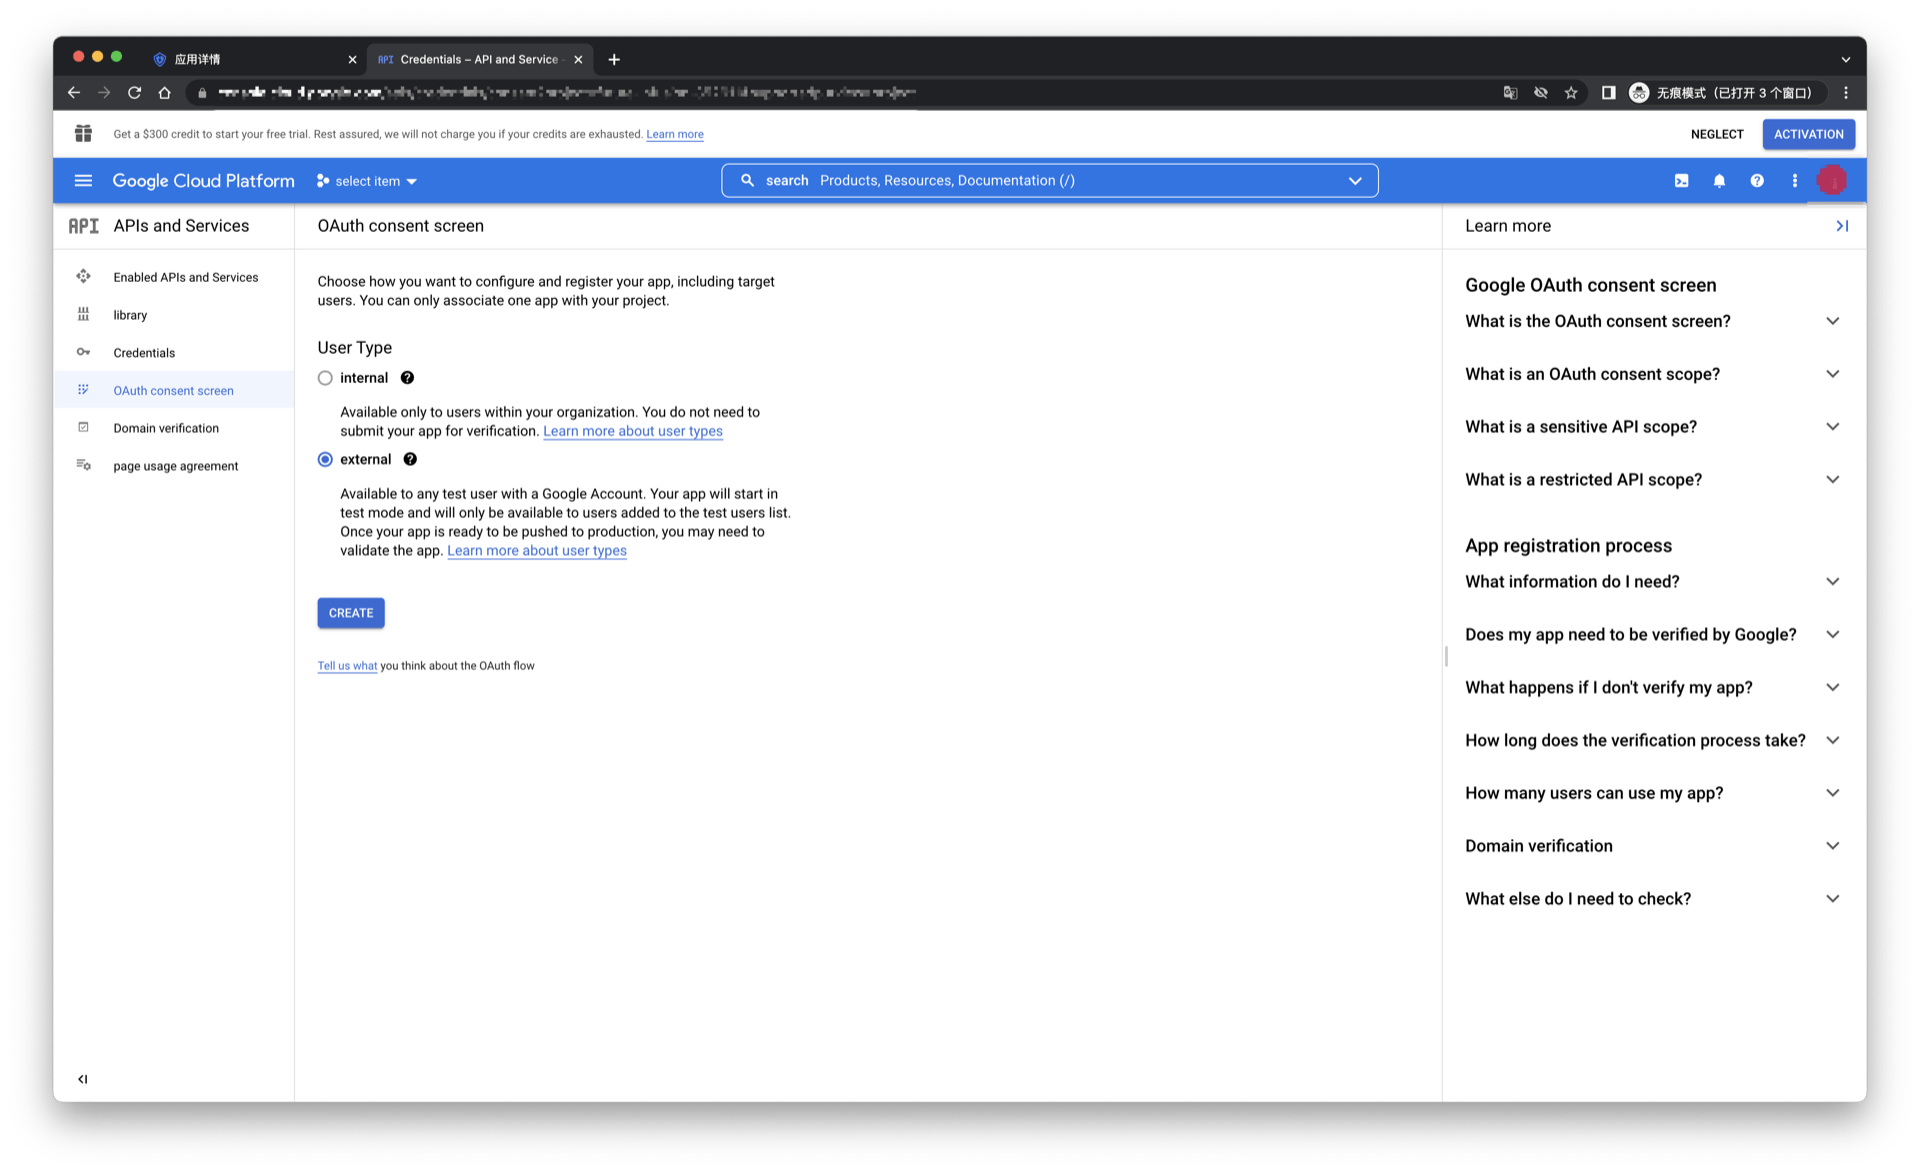 应用详情
API Credentials – API and Service
无痕模式（已打开 3 个窗口）
Get a $300 credit to start your free trial. Rest assured, we will not charge you if your credits are exhausted. Learn more
NEGLECT
ACTIVATION
Google Cloud Platform
select item
search Products, Resources, Documentation (/)
API APIs and Services
Enabled APIs and Services
library
Credentials
OAuth consent screen
Domain verification
page usage agreement
OAuth consent screen
Choose how you want to configure and register your app, including target
users. You can only associate one app with your project.
User Type
internal
Available only to users within your organization. You do not need to
submit your app for verification. Learn more about user types
external
Available to any test user with a Google Account. Your app will start in
test mode and will only be available to users added to the test users list.
Once your app is ready to be pushed to production, you may need to
validate the app. Learn more about user types
CREATE
Tell us what you think about the OAuth flow
Learn more
Google OAuth consent screen
What is the OAuth consent screen?
What is an OAuth consent scope?
What is a sensitive API scope?
What is a restricted API scope?
App registration process
What information do I need?
Does my app need to be verified by Google?
What happens if I don't verify my app?
How long does the verification process take?
How many users can use my app?
Domain verification
What else do I need to check?